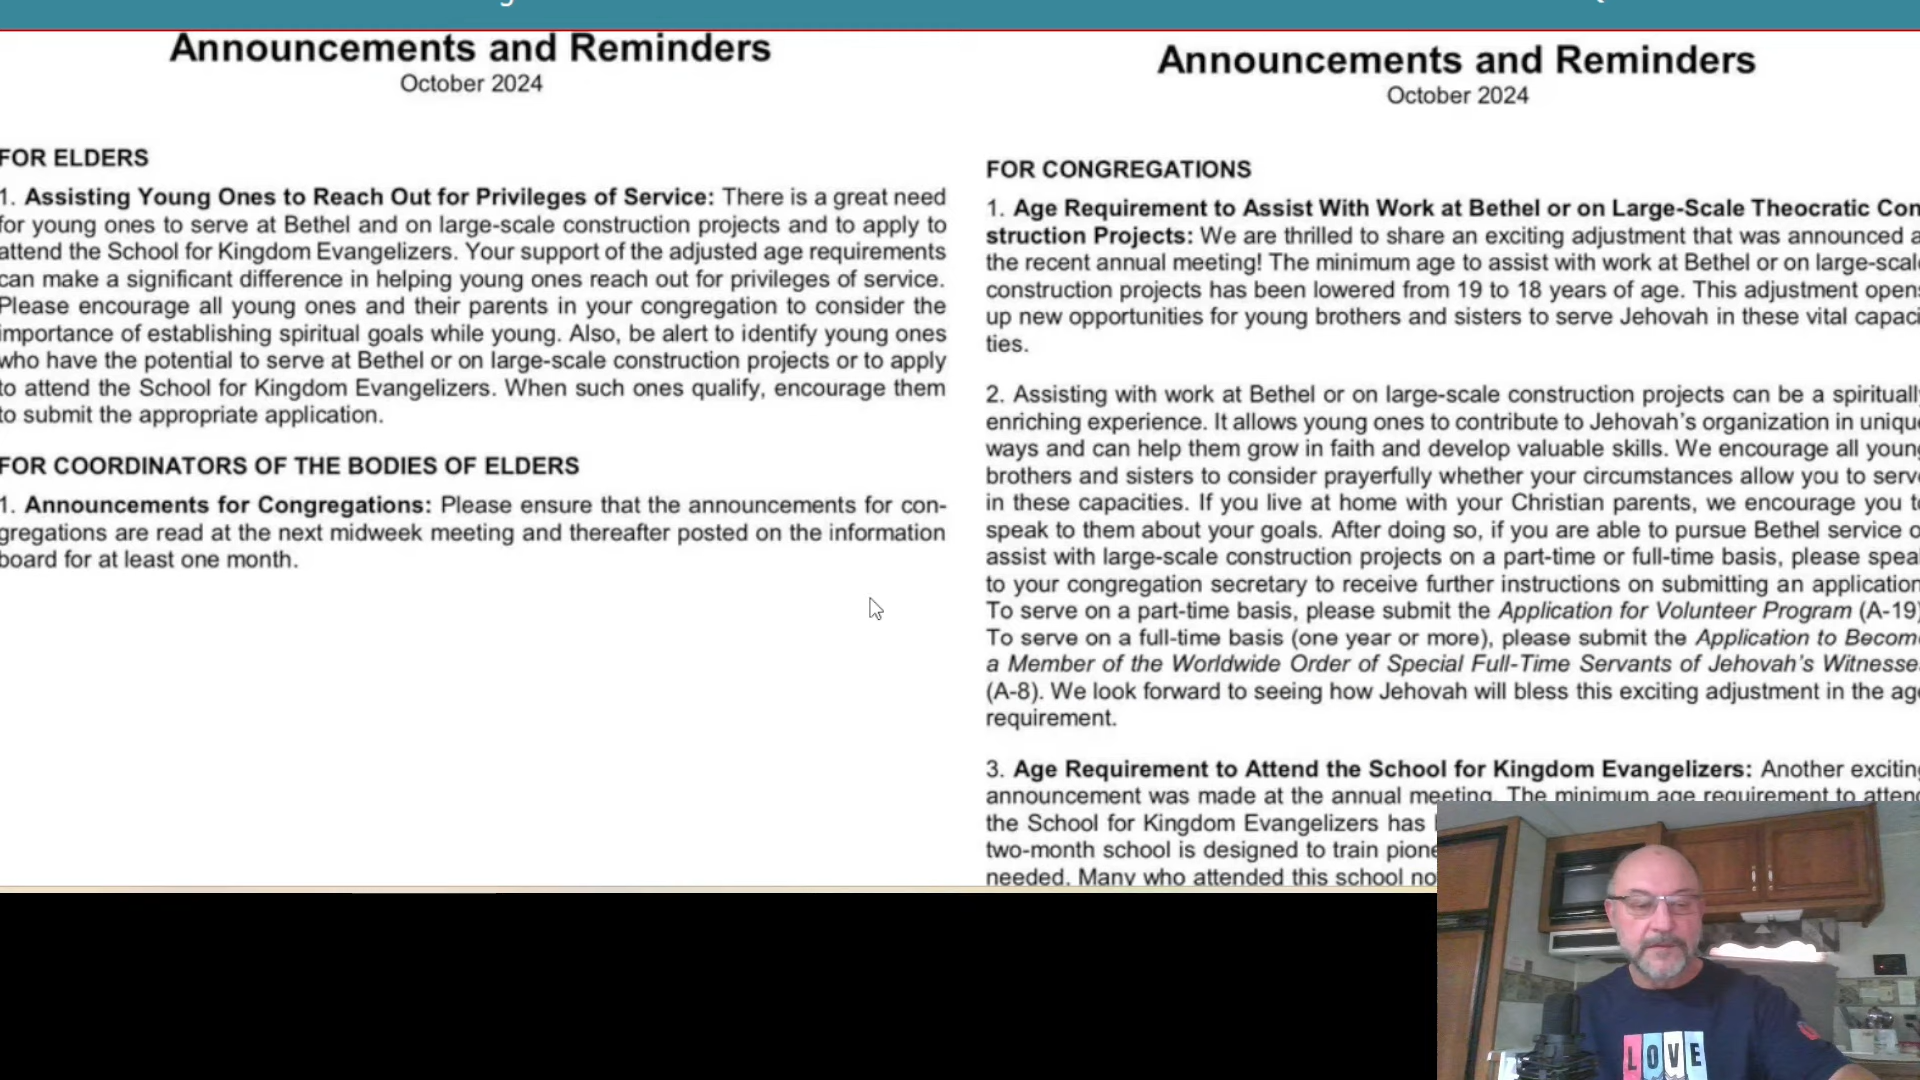 Announcements and Reminders
October 2024
FOR ELDERS
1. Assisting Young Ones to Reach Out for Privileges of Service: There is a great need
for young ones to serve at Bethel and on large-scale construction projects and to apply to
attend the School for Kingdom Evangelizers. Your support of the adjusted age requirements
can make a significant difference in helping young ones reach out for privileges of service.
Please encourage all young ones and their parents in your congregation to consider the
importance of establishing spiritual goals while young. Also, be alert to identify young ones
who have the potential to serve at Bethel or on large-scale construction projects or to apply
to attend the School for Kingdom Evangelizers. When such ones qualify, encourage them
to submit the appropriate application.
FOR COORDINATORS OF THE BODIES OF ELDERS
1. Announcements for Congregations: Please ensure that the announcements for con-
gregations are read at the next midweek meeting and thereafter posted on the information
board for at least one month.
Announcements and Reminders
October 2024
FOR CONGREGATIONS
1. Age Requirement to Assist With Work at Bethel or on Large-Scale Theocratic Con
struction Projects: We are thrilled to share an exciting adjustment that was announced a
the recent annual meeting! The minimum age to assist with work at Bethel or on large-scale
construction projects has been lowered from 19 to 18 years of age. This adjustment opens
up new opportunities for young brothers and sisters to serve Jehovah in these vital capaci
ties.
2. Assisting with work at Bethel or on large-scale construction projects can be a spiritually
enriching experience. It allows young ones to contribute to Jehovah's organization in unique
ways and can help them grow in faith and develop valuable skills. We encourage all young
brothers and sisters to consider prayerfully whether your circumstances allow you to serve
in these capacities. If you live at home with your Christian parents, we encourage you to
speak to them about your goals. After doing so, if you are able to pursue Bethel service o
assist with large-scale construction projects on a part-time or full-time basis, please speak
to your congregation secretary to receive further instructions on submitting an application
To serve on a part-time basis, please submit the Application for Volunteer Program (A-19)
To serve on a full-time basis (one year or more), please submit the Application to Become
a Member of the Worldwide Order of Special Full-Time Servants of Jehovah's Witnesses
(A-8). We look forward to seeing how Jehovah will bless this exciting adjustment in the age
requirement.
3. Age Requirement to Attend the School for Kingdom Evangelizers: Another exciting
announcement was made at the annual meeting. The minimum age requirement to attend
the School for Kingdom Evangelizers has
two-month school is designed to train pione
needed. Many who attended this school no
LOVE